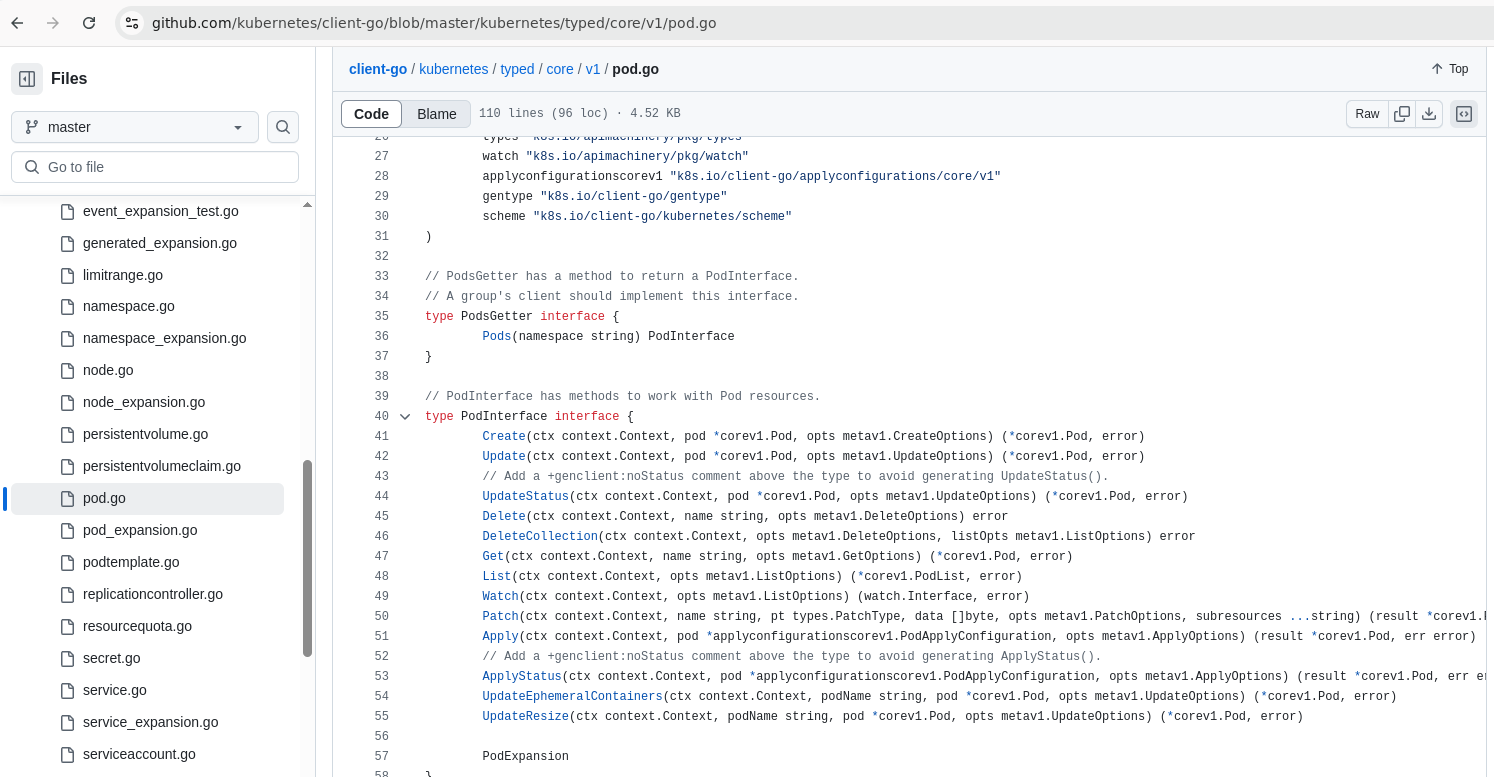 github.com/kubernetes/client-go/blob/master/kubernetes/typed/core/v1/pod.go
Files
master
Go to file
event_expansion_test.go
generated_expansion.go
limitrange.go
namespace.go
namespace_expansion.go
node.go
node_expansion.go
persistentvolume.go
persistentvolumeclaim.go
pod.go
pod_expansion.go
podtemplate.go
replicationcontroller.go
resourcequota.go
secret.go
service.go
service_expansion.go
serviceaccount.go
client-go / kubernetes / typed / core / v1 / pod.go
Top
Code Blame 110 lines (96 loc) · 4.52 KB Raw
26 types "k8s.io/apimachinery/pkg/types"
27 watch "k8s.io/apimachinery/pkg/watch"
28 applyconfigurationscorev1 "k8s.io/client-go/applyconfigurations/core/v1"
29 gentype "k8s.io/client-go/gentype"
30 scheme "k8s.io/client-go/kubernetes/scheme"
31 )
32
33 // PodsGetter has a method to return a PodInterface.
34 // A group's client should implement this interface.
35 type PodsGetter interface {
36 Pods(namespace string) PodInterface
37 }
38
39 // PodInterface has methods to work with Pod resources.
40 type PodInterface interface {
41 Create(ctx context.Context, pod *corev1.Pod, opts metav1.CreateOptions) (*corev1.Pod, error)
42 Update(ctx context.Context, pod *corev1.Pod, opts metav1.UpdateOptions) (*corev1.Pod, error)
43 // Add a +genclient:noStatus comment above the type to avoid generating UpdateStatus().
44 UpdateStatus(ctx context.Context, pod *corev1.Pod, opts metav1.UpdateOptions) (*corev1.Pod, error)
45 Delete(ctx context.Context, name string, opts metav1.DeleteOptions) error
46 DeleteCollection(ctx context.Context, opts metav1.DeleteOptions, listOpts metav1.ListOptions) error
47 Get(ctx context.Context, name string, opts metav1.GetOptions) (*corev1.Pod, error)
48 List(ctx context.Context, opts metav1.ListOptions) (*corev1.PodList, error)
49 Watch(ctx context.Context, opts metav1.ListOptions) (watch.Interface, error)
50 Patch(ctx context.Context, name string, pt types.PatchType, data []byte, opts metav1.PatchOptions, subresources ...string) (result *corev1.
51 Apply(ctx context.Context, pod *applyconfigurationscorev1.PodApplyConfiguration, opts metav1.ApplyOptions) (result *corev1.Pod, err error)
52 // Add a +genclient:noStatus comment above the type to avoid generating ApplyStatus().
53 ApplyStatus(ctx context.Context, pod *applyconfigurationscorev1.PodApplyConfiguration, opts metav1.ApplyOptions) (result *corev1.Pod, err
54 UpdateEphemeralContainers(ctx context.Context, podName string, pod *corev1.Pod, opts metav1.UpdateOptions) (*corev1.Pod, error)
55 UpdateResize(ctx context.Context, podName string, pod *corev1.Pod, opts metav1.UpdateOptions) (*corev1.Pod, error)
56
57 PodExpansion
58 }